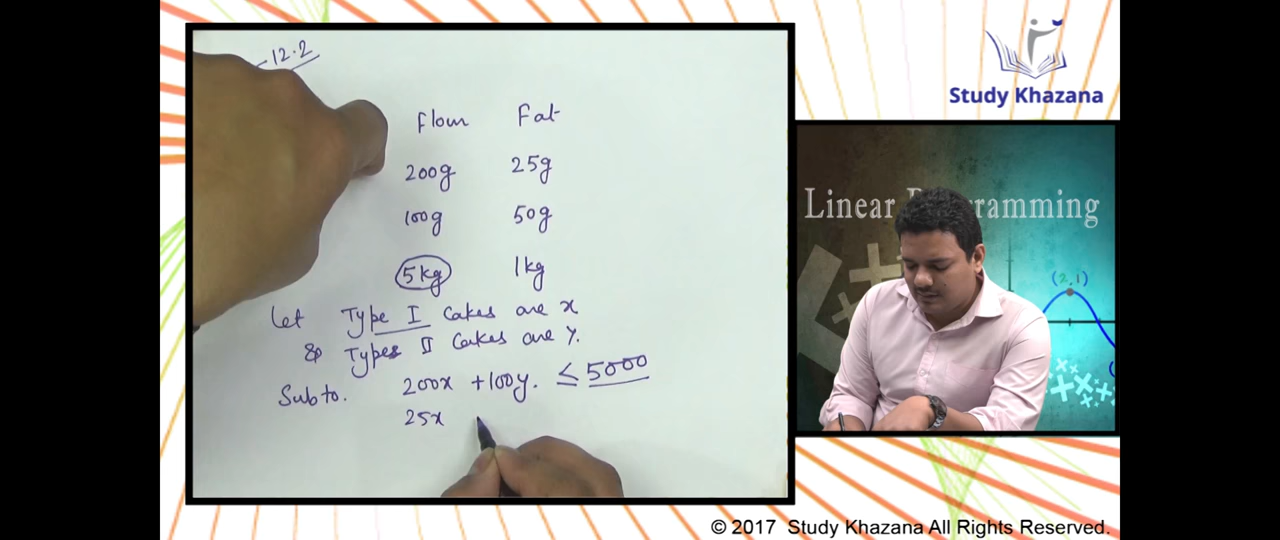 12.2
Flour Fat
200g 25g
100g 50g
5kg 1kg
Let Type I Cakes are x
& Types II Cakes are y.
Sub to. 200x + 100y. ≤ 5000
25x
Study Khazana
Linear Programming
(2,1)
© 2017 Study Khazana All Rights Reserved.